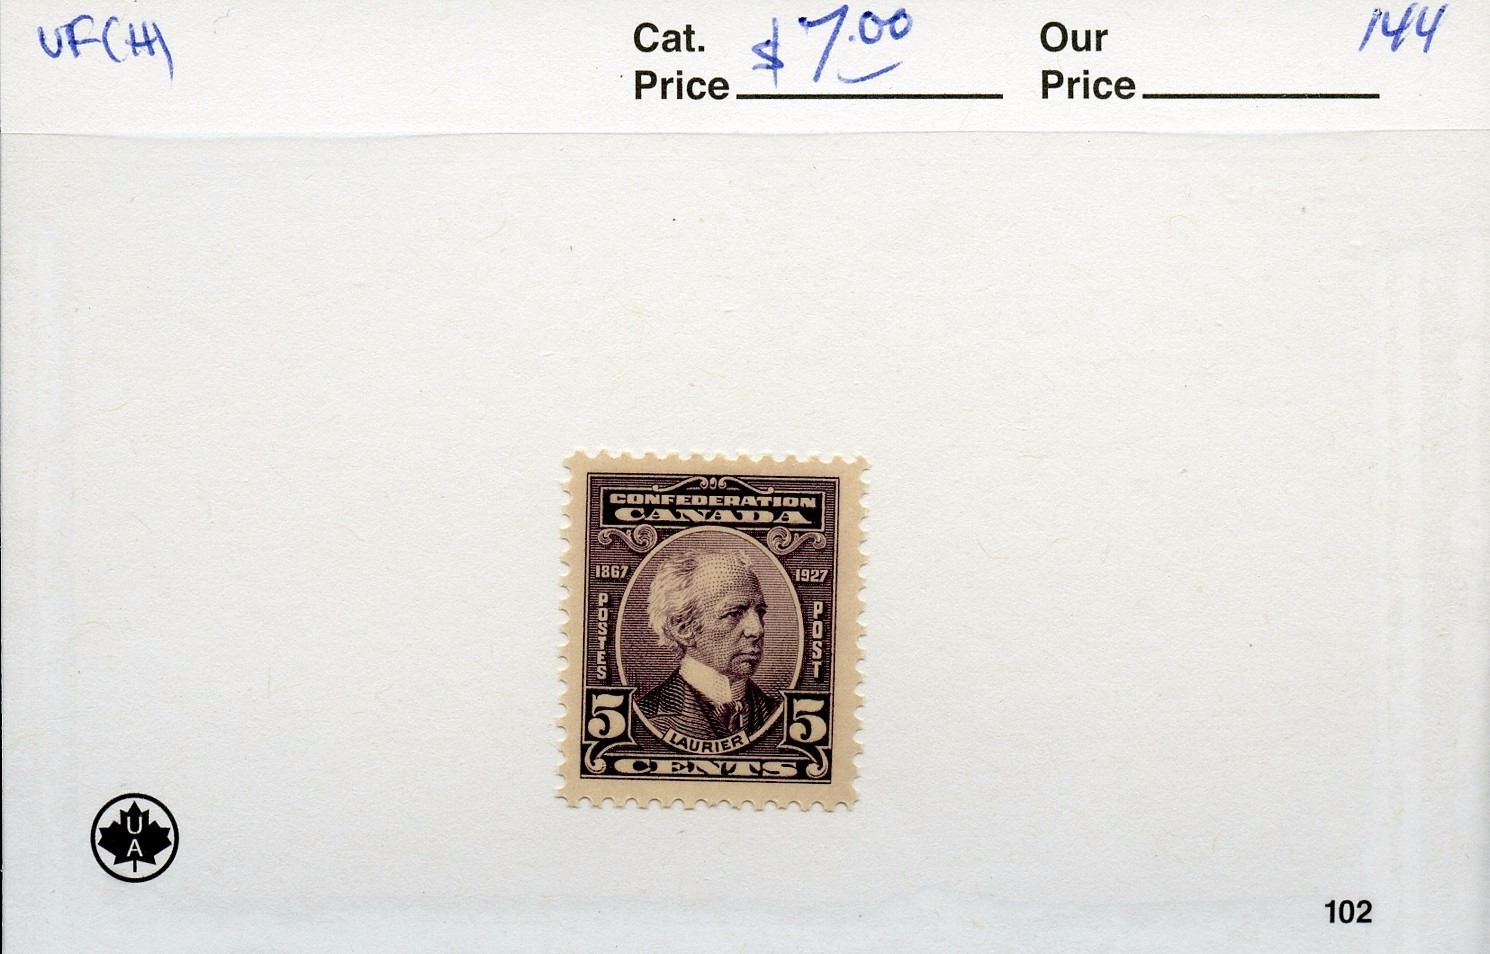 VF(H)
Cat. Price $7.00
Our Price
144
CONFEDERATION
CANADA
1867 1927
POSTES
POST
5 5
LAURIER
CENTS
U
A
102